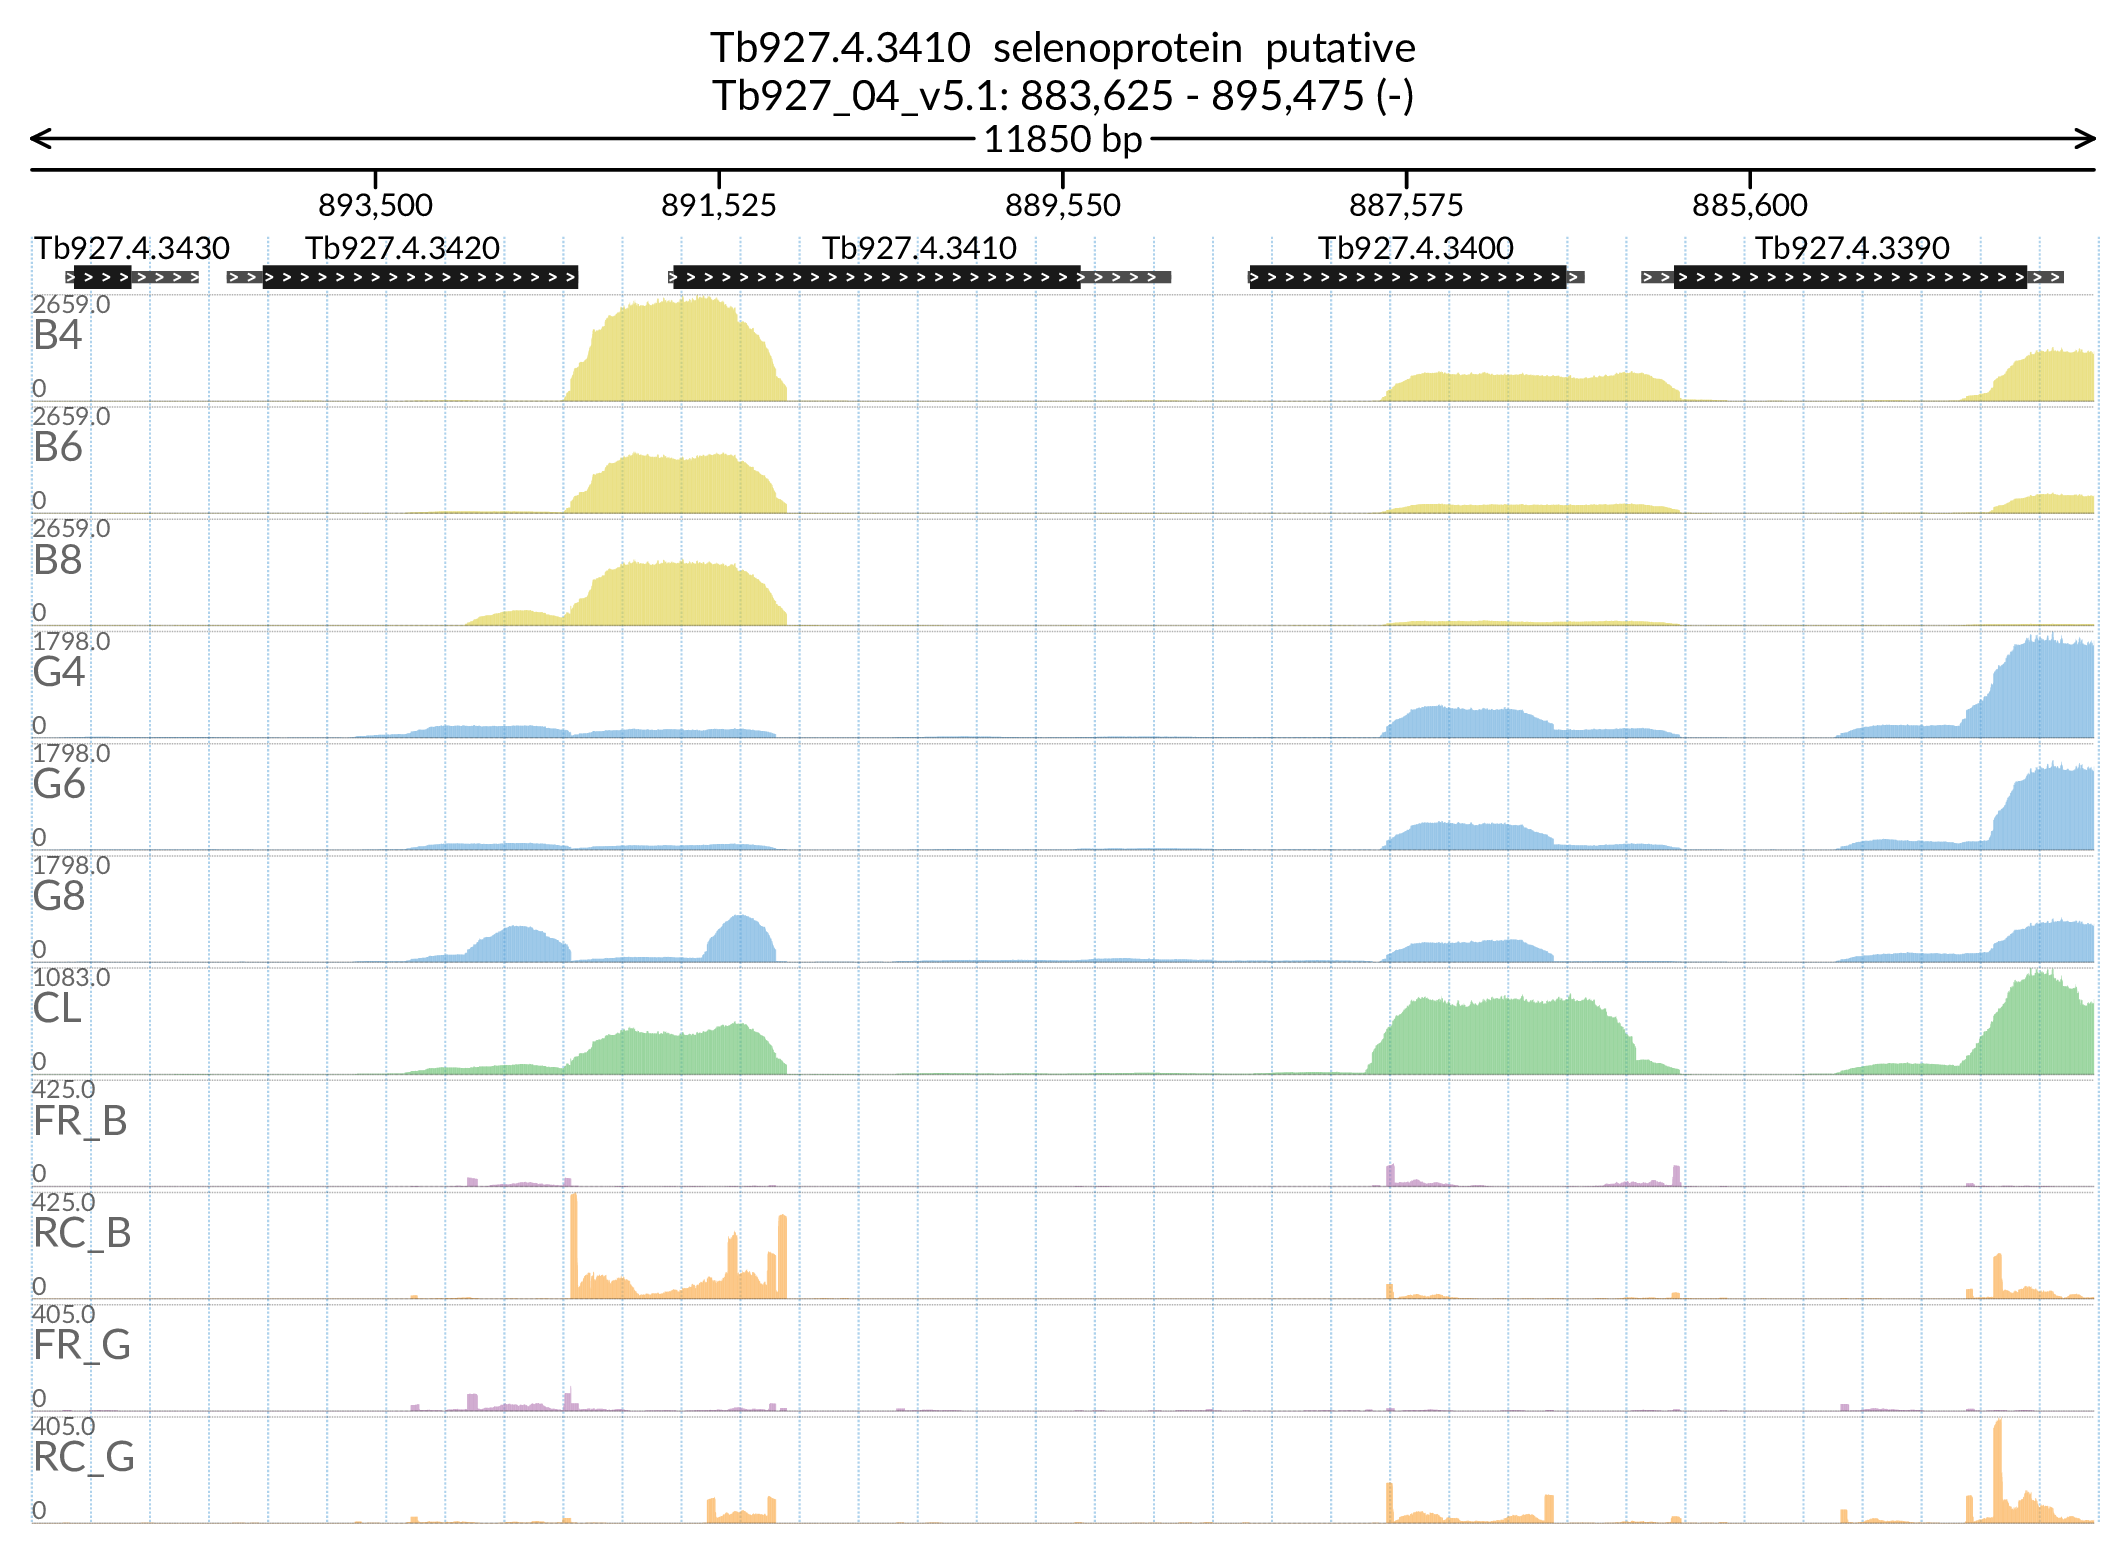 Tb927.4.3410 selenoprotein putative
Tb927_04_v5.1: 883,625 - 895,475 (-)
11850 bp
893,500 891,525 889,550 887,575 885,600
Tb927.4.3430 Tb927.4.3420 Tb927.4.3410 Tb927.4.3400 Tb927.4.3390
2659.0
B4
0
2659.0
B6
0
2659.0
B8
0
1798.0
G4
0
1798.0
G6
0
1798.0
G8
0
1083.0
CL
0
425.0
FR_B
0
425.0
RC_B
0
405.0
FR_G
0
405.0
RC_G
0